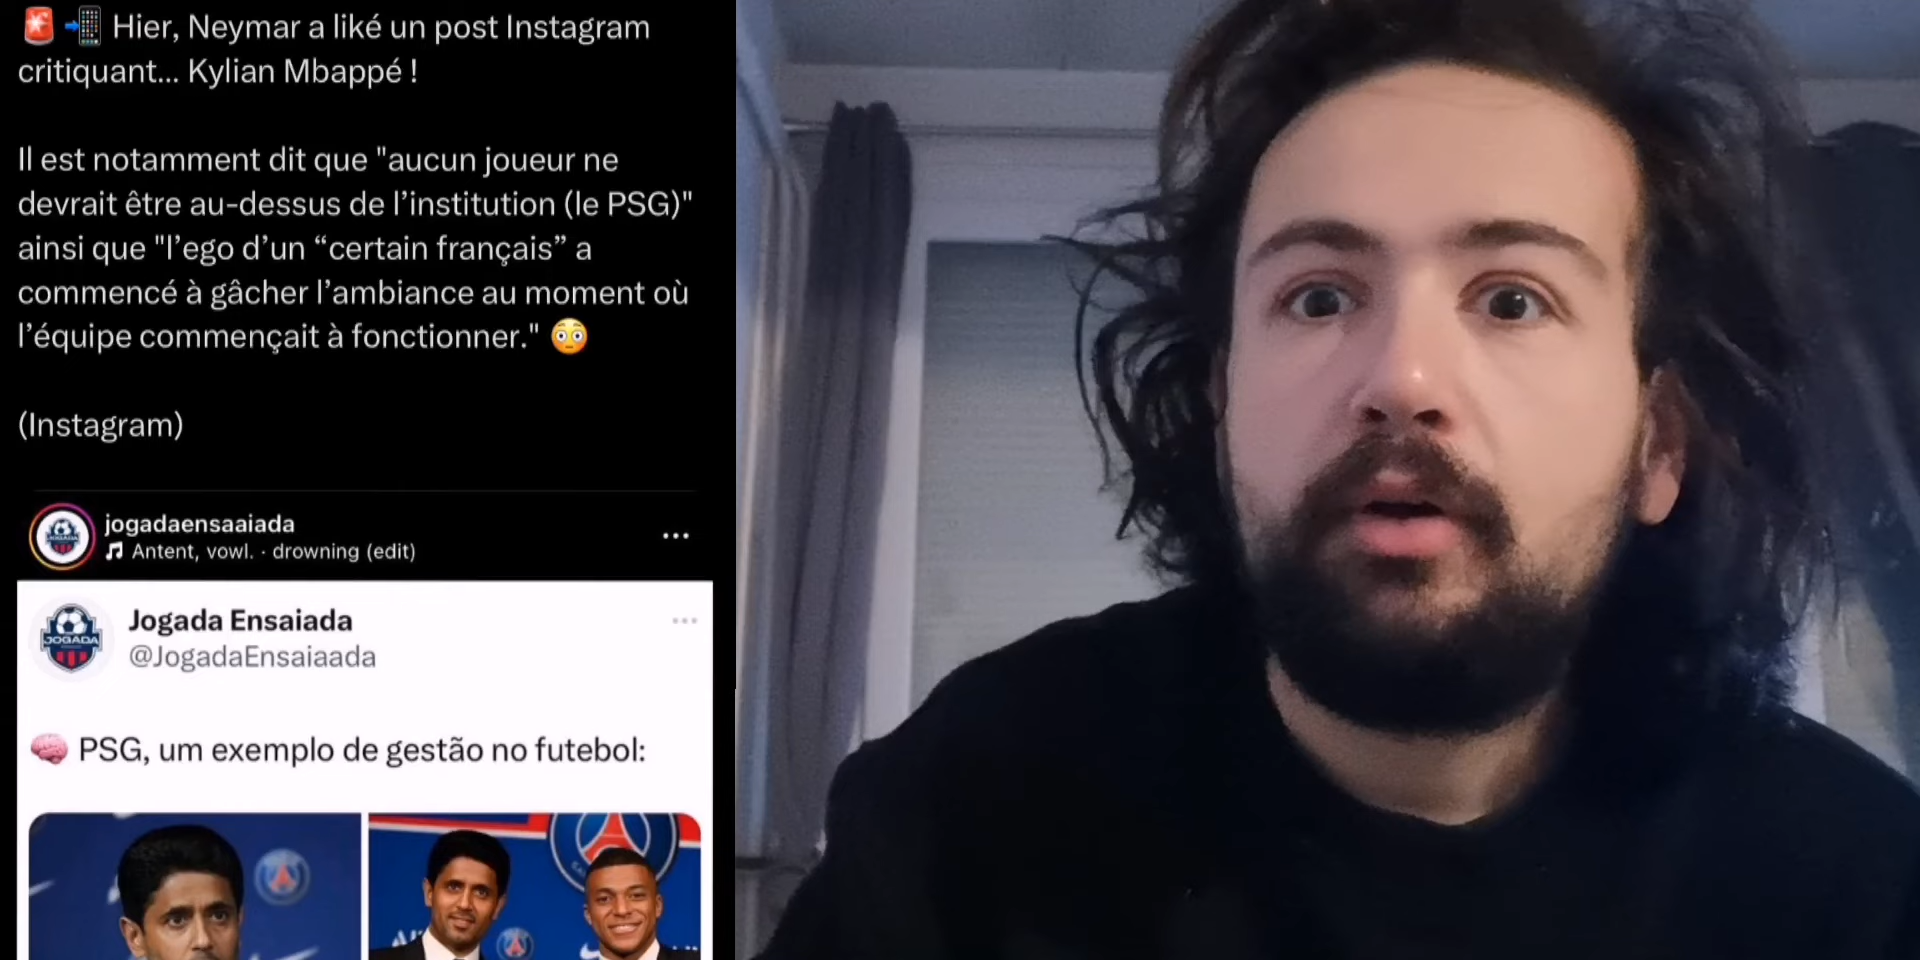 🚨 📲 Hier, Neymar a liké un post Instagram
critiquant... Kylian Mbappé !
Il est notamment dit que "aucun joueur ne
devrait être au-dessus de l’institution (le PSG)"
ainsi que "l’ego d’un “certain français” a
commencé à gâcher l’ambiance au moment où
l’équipe commençait à fonctionner." 😳
(Instagram)
jogadaensaaiada
Antent, vowl. · drowning (edit)
Jogada Ensaiada
@JogadaEnsaiaada
JOGADA
🧠 PSG, um exemplo de gestão no futebol: